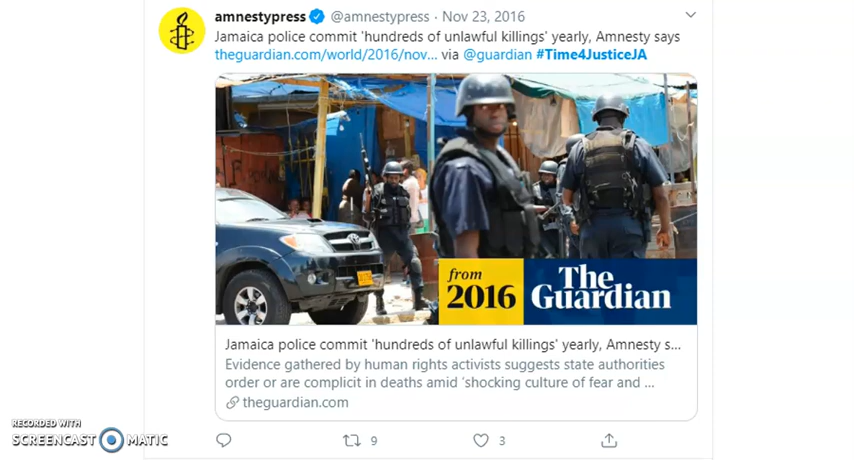 amnestypress @amnestypress · Nov 23, 2016
Jamaica police commit 'hundreds of unlawful killings' yearly, Amnesty says
theguardian.com/world/2016/nov... via @guardian #Time4JusticeJA
from
2016
The
Guardian
Jamaica police commit 'hundreds of unlawful killings' yearly, Amnesty s...
Evidence gathered by human rights activists suggests state authorities
order or are complicit in deaths amid 'shocking culture of fear and ...
theguardian.com
9
3
RECORDED WITH
SCREENCAST MATIC